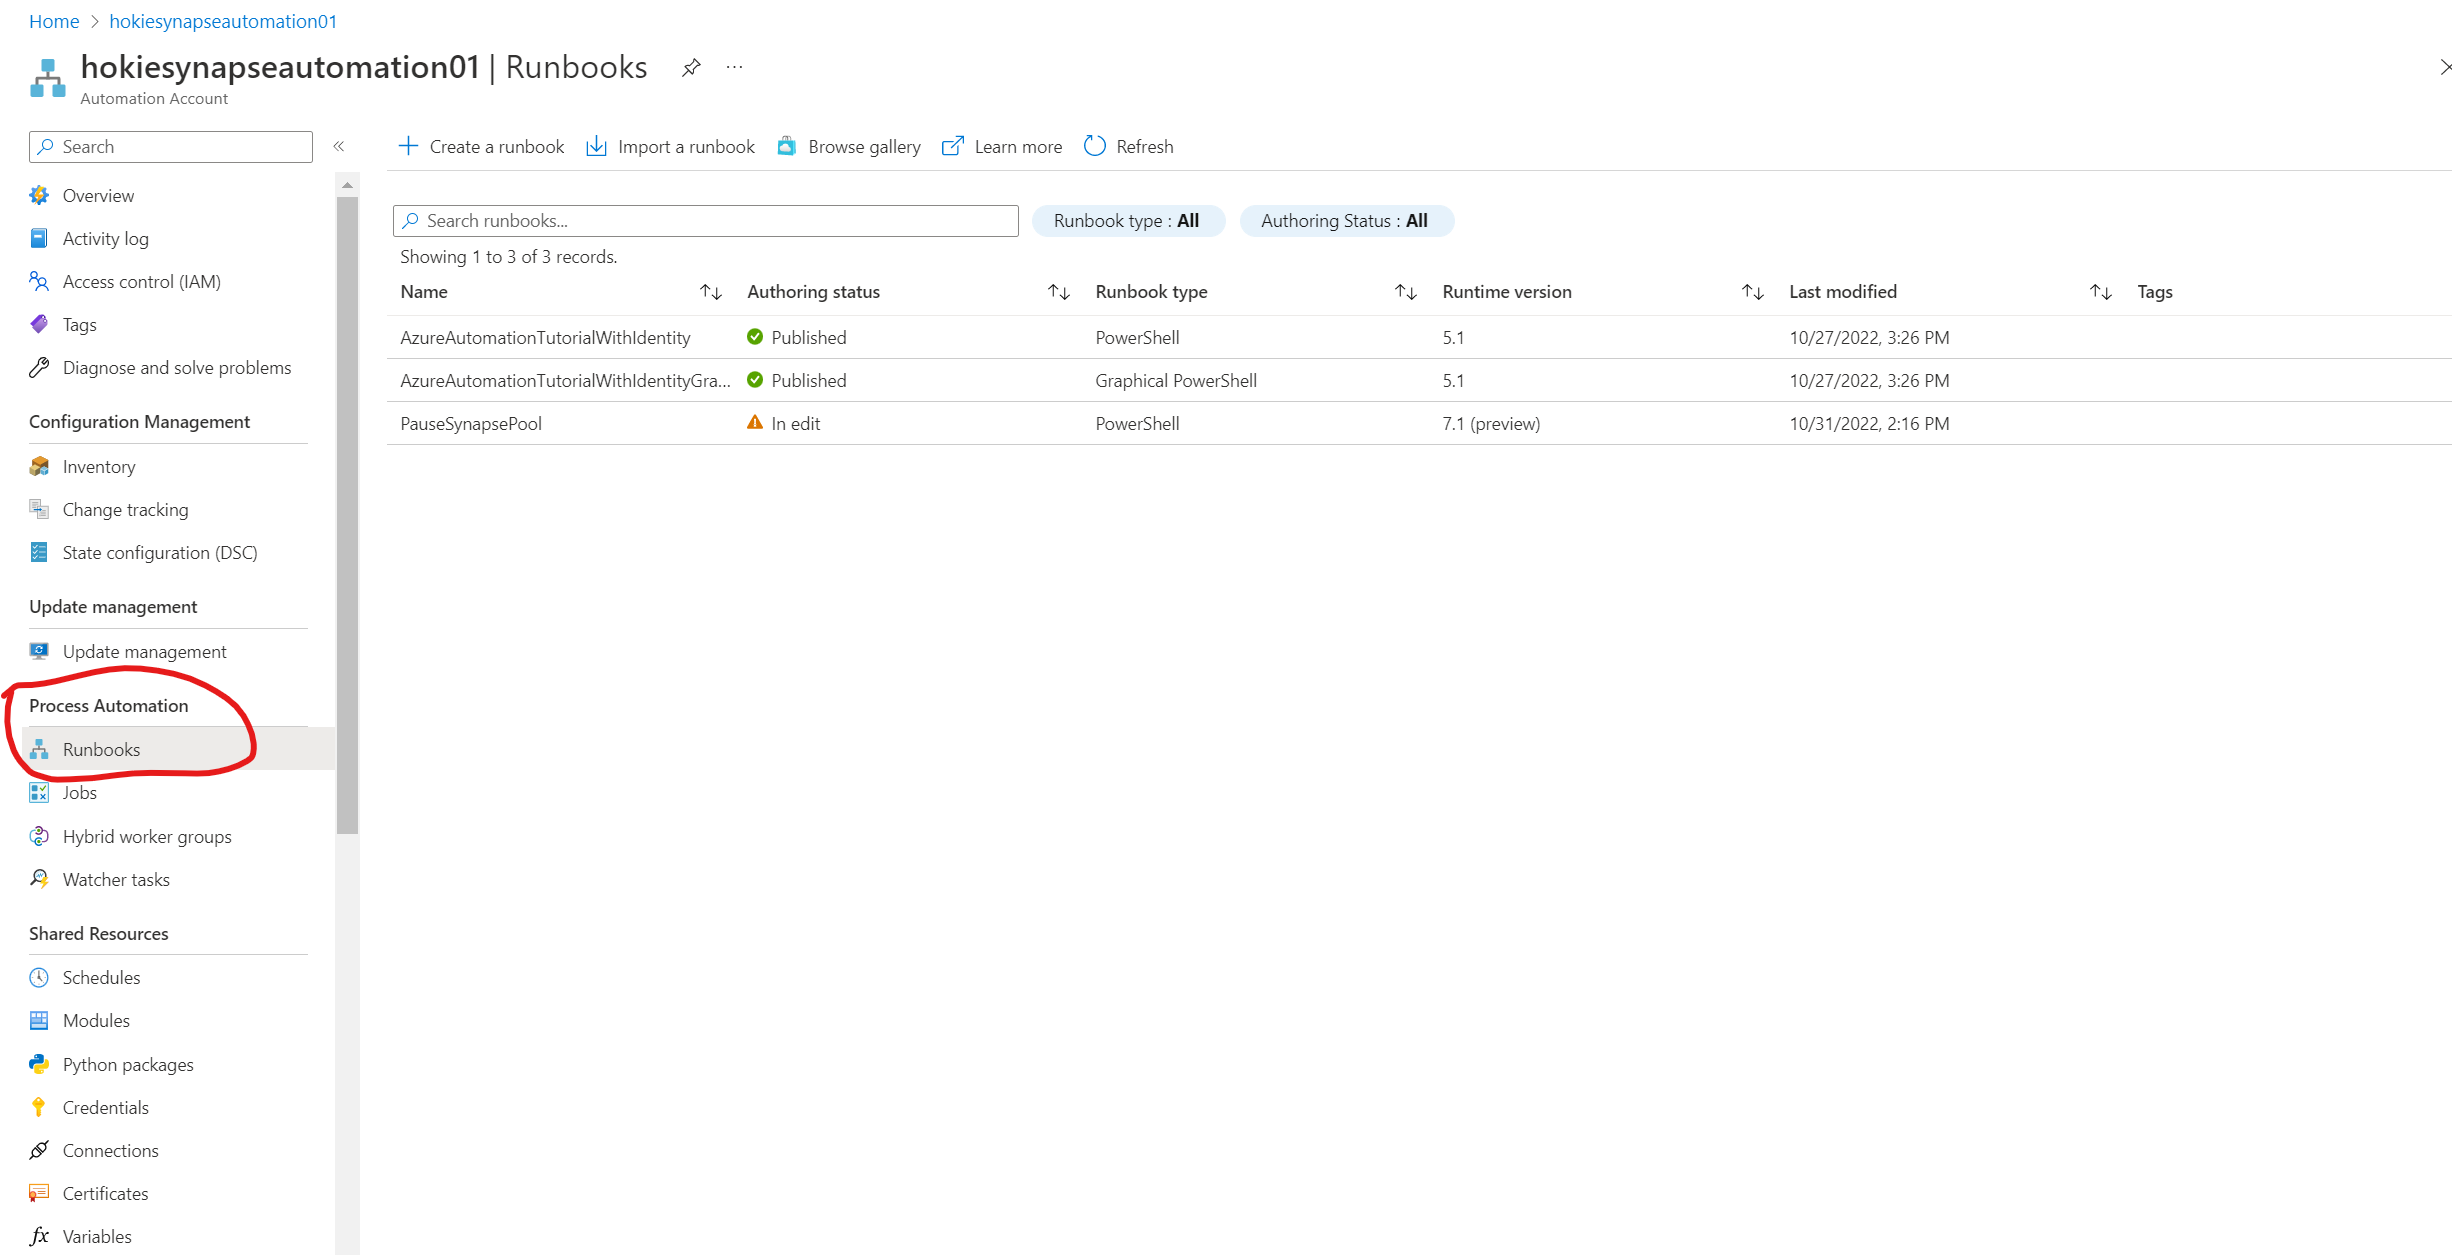 Home > hokiesynapseautomation01
hokiesynapseautomation01 | Runbooks ...
Automation Account
Search «
Overview
Activity log
Access control (IAM)
Tags
Diagnose and solve problems
Configuration Management
Inventory
Change tracking
State configuration (DSC)
Update management
Update management
Process Automation
Runbooks
Jobs
Hybrid worker groups
Watcher tasks
Shared Resources
Schedules
Modules
Python packages
Credentials
Connections
Certificates
fx Variables
Create a runbook Import a runbook Browse gallery Learn more Refresh
Search runbooks... Runbook type : All Authoring Status : All
Showing 1 to 3 of 3 records.
Name Authoring status Runbook type Runtime version Last modified Tags
AzureAutomationTutorialWithIdentity Published PowerShell 5.1 10/27/2022, 3:26 PM
AzureAutomationTutorialWithIdentityGra... Published Graphical PowerShell 5.1 10/27/2022, 3:26 PM
PauseSynapsePool In edit PowerShell 7.1 (preview) 10/31/2022, 2:16 PM